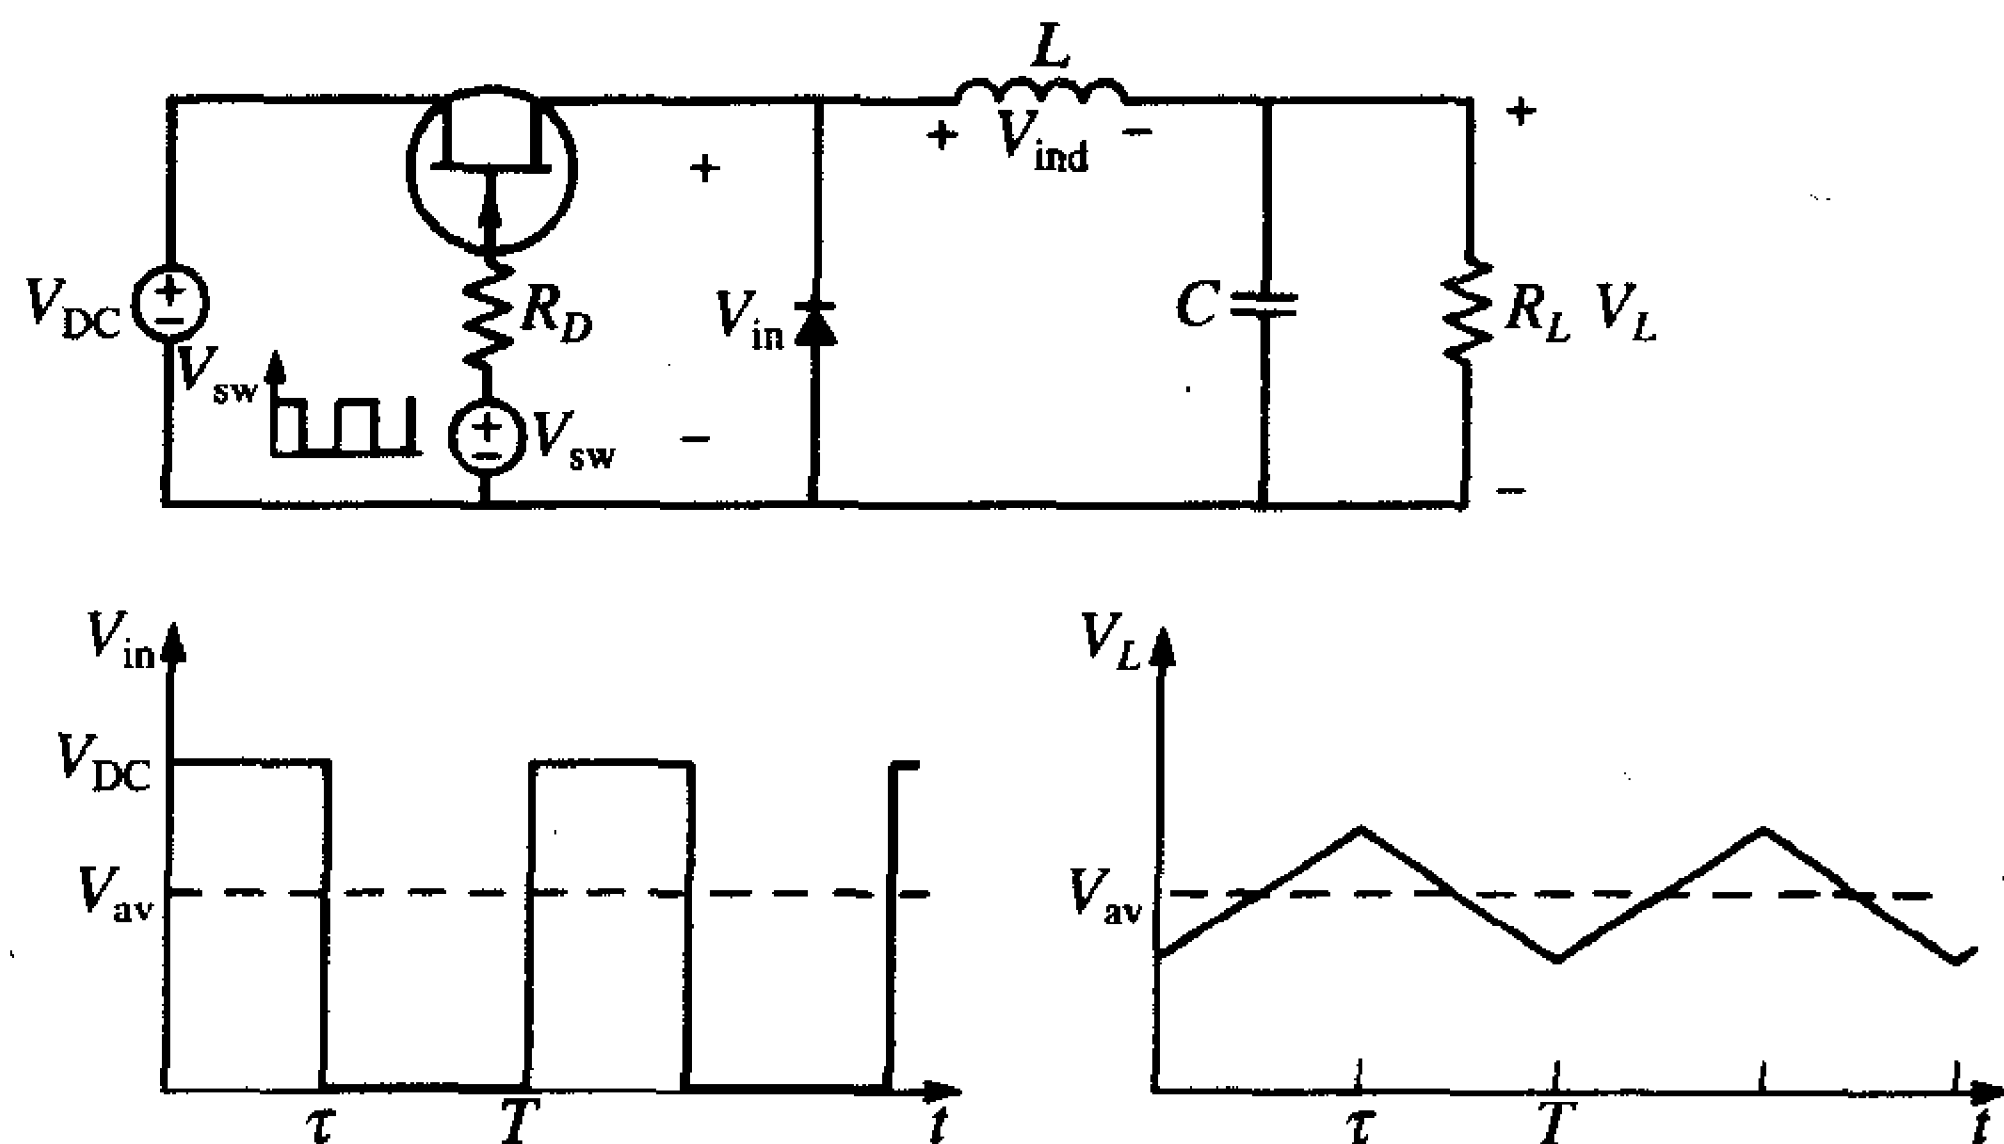 L
+ V_ind −
+
+
V_DC
+
−
R_D
V_in
C
R_L V_L
V_sw
+
−
V_sw
−
−
V_in
V_L
V_DC
V_av
V_av
τ T t
τ T t